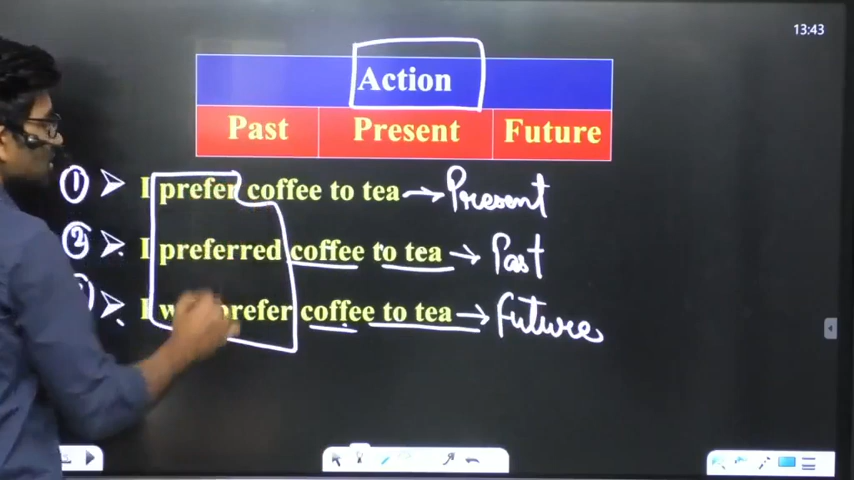 13:43
Action
Past Present Future
1 I prefer coffee to tea → Present
2 I preferred coffee to tea → Past
I prefer coffee to tea → Future